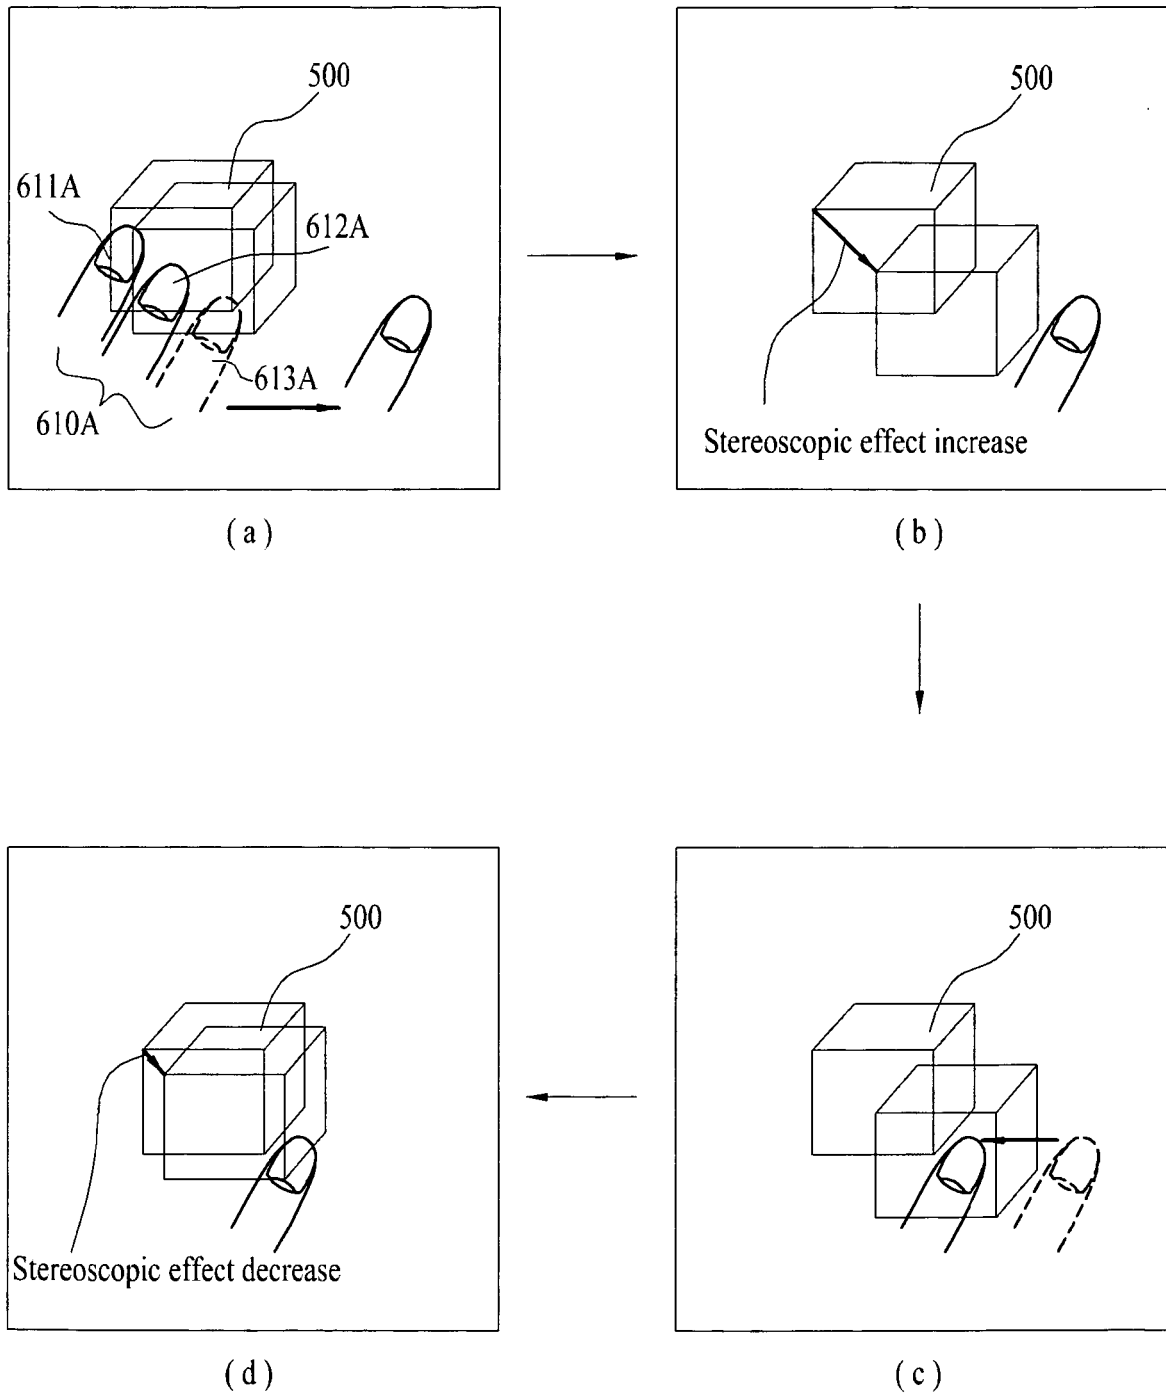 500
611A
612A
613A
610A
( a )
500
Stereoscopic effect increase
( b )
500
Stereoscopic effect decrease
( d )
500
( c )